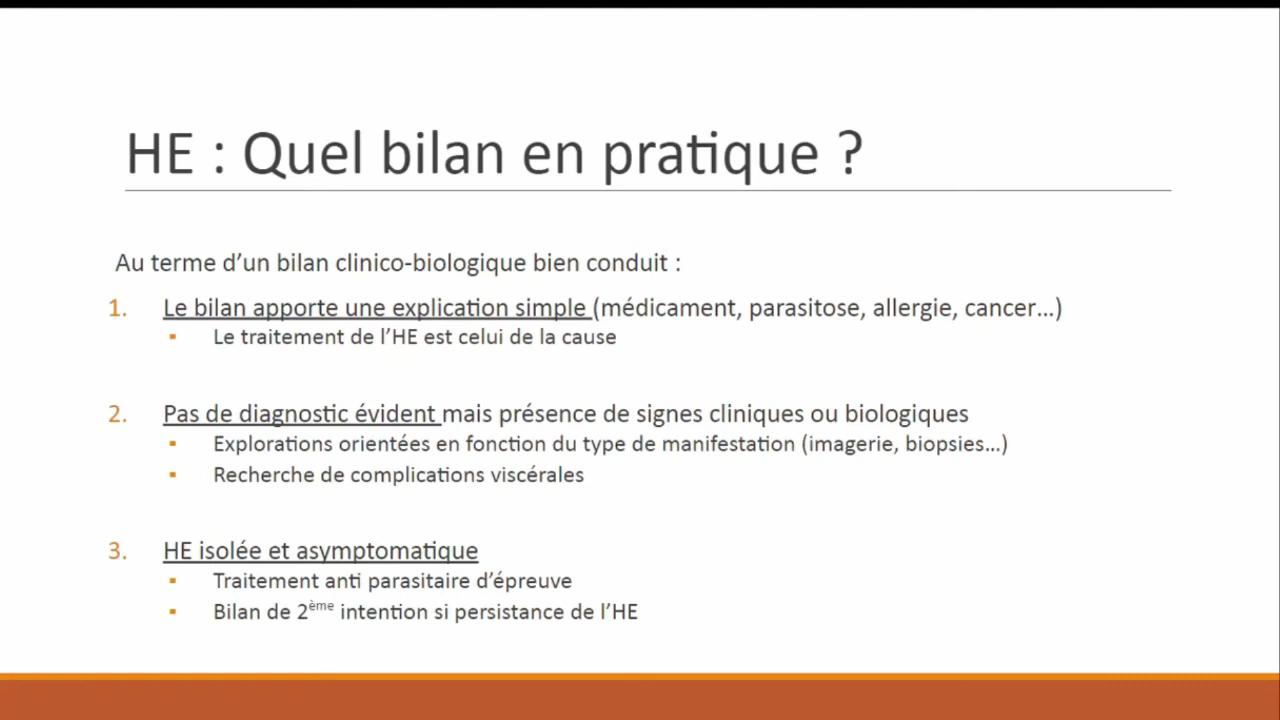 HE : Quel bilan en pratique ?
Au terme d’un bilan clinico-biologique bien conduit :
1. Le bilan apporte une explication simple (médicament, parasitose, allergie, cancer…)
▪ Le traitement de l’HE est celui de la cause
2. Pas de diagnostic évident mais présence de signes cliniques ou biologiques
▪ Explorations orientées en fonction du type de manifestation (imagerie, biopsies…)
▪ Recherche de complications viscérales
3. HE isolée et asymptomatique
▪ Traitement anti parasitaire d’épreuve
▪ Bilan de 2ème intention si persistance de l’HE